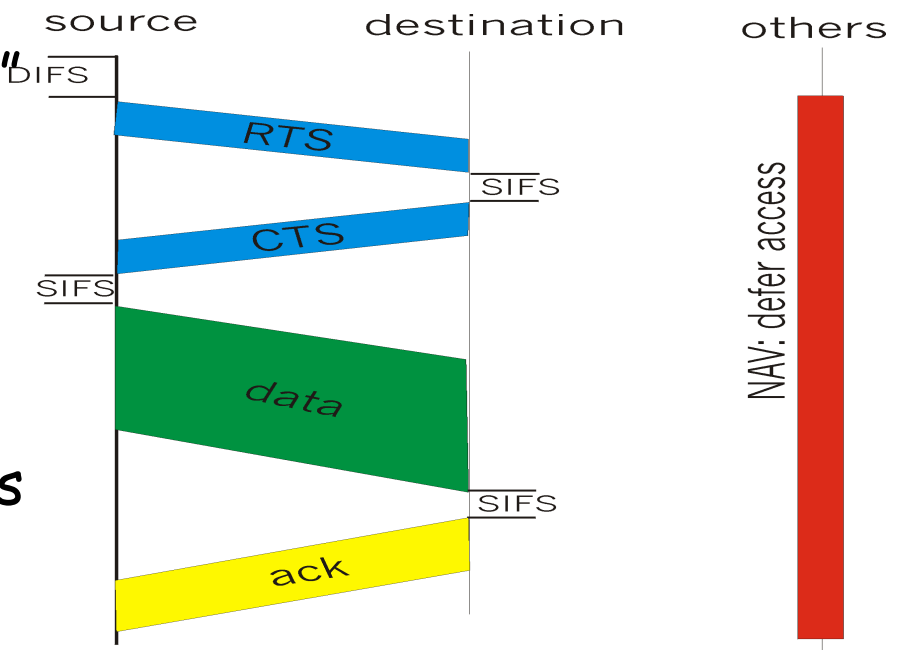 source
destination
others
"
DIFS
RTS
SIFS
CTS
SIFS
NAV: defer access
data
s
SIFS
ack